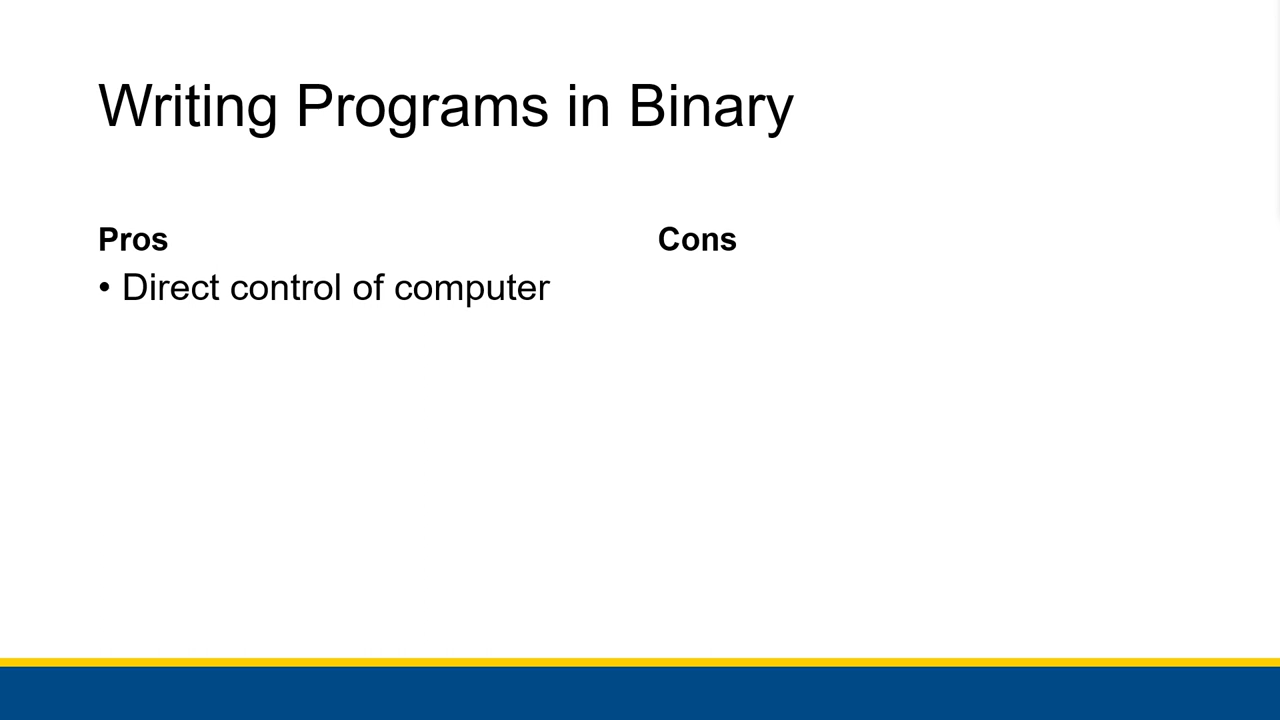 Writing Programs in Binary
Pros
• Direct control of computer
Cons